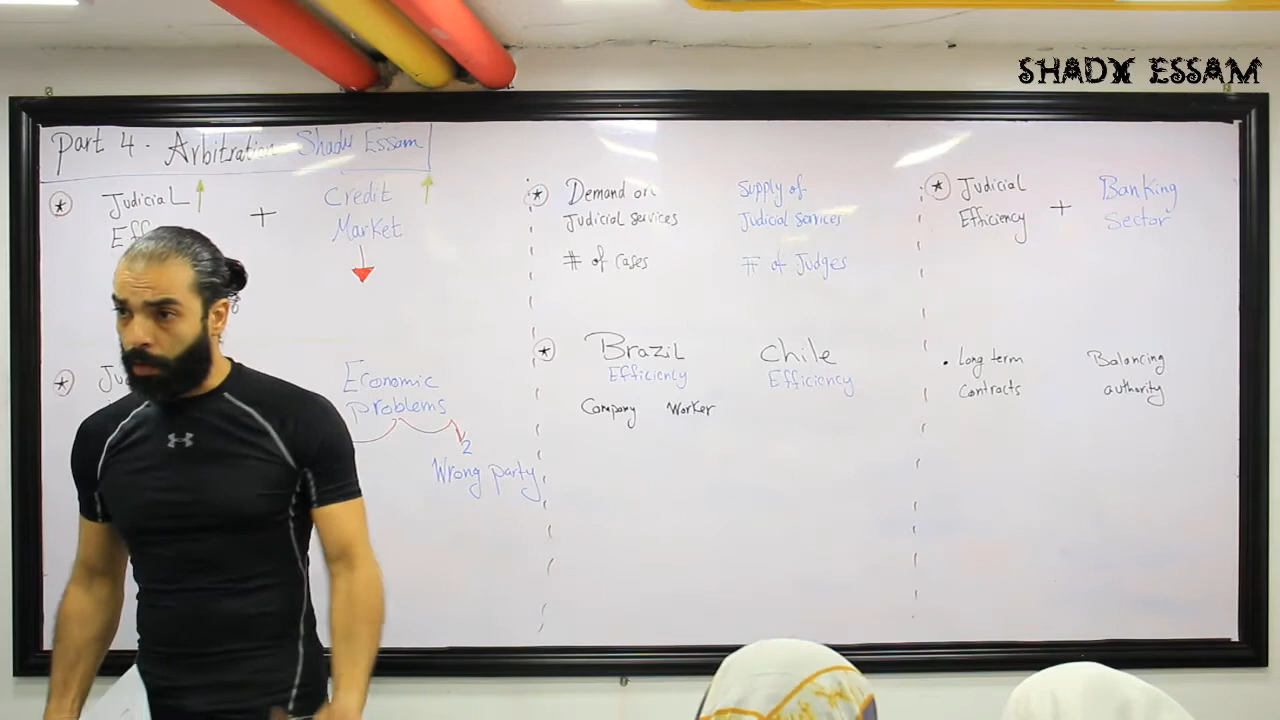 SHADY ESSAM
Part 4 - Arbitration Shady Essam
Judicial
Credit
Market
Economic
problems
2
Wrong party
Demand on
Judicial services
# of Cases
Supply of
Judicial services
# of Judges
Brazil
Efficiency
Company Worker
Chile
Efficiency
Judicial
Efficiency
+
Banking
Sector
• Long term
contracts
Balancing
authority